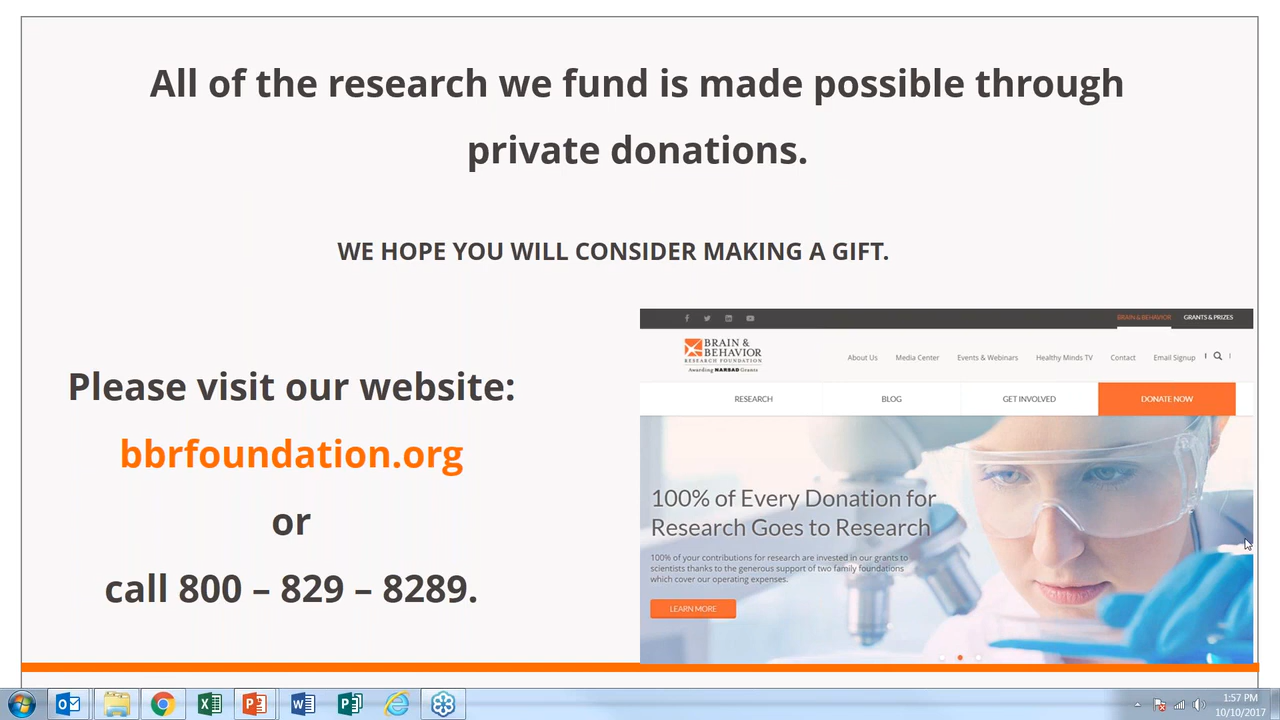 All of the research we fund is made possible through
private donations.
WE HOPE YOU WILL CONSIDER MAKING A GIFT.
Please visit our website:
bbrfoundation.org
or
call 800 – 829 – 8289.
BRAIN & BEHAVIOR GRANTS & PRIZES
BRAIN &
BEHAVIOR
RESEARCH FOUNDATION
Awarding NARSAD Grants
About Us Media Center Events & Webinars Healthy Minds TV Contact Email Signup
RESEARCH BLOG GET INVOLVED DONATE NOW
100% of Every Donation for
Research Goes to Research
100% of your contributions for research are invested in our grants to
scientists thanks to the generous support of two family foundations
which cover our operating expenses.
LEARN MORE
1:57 PM
10/10/2017